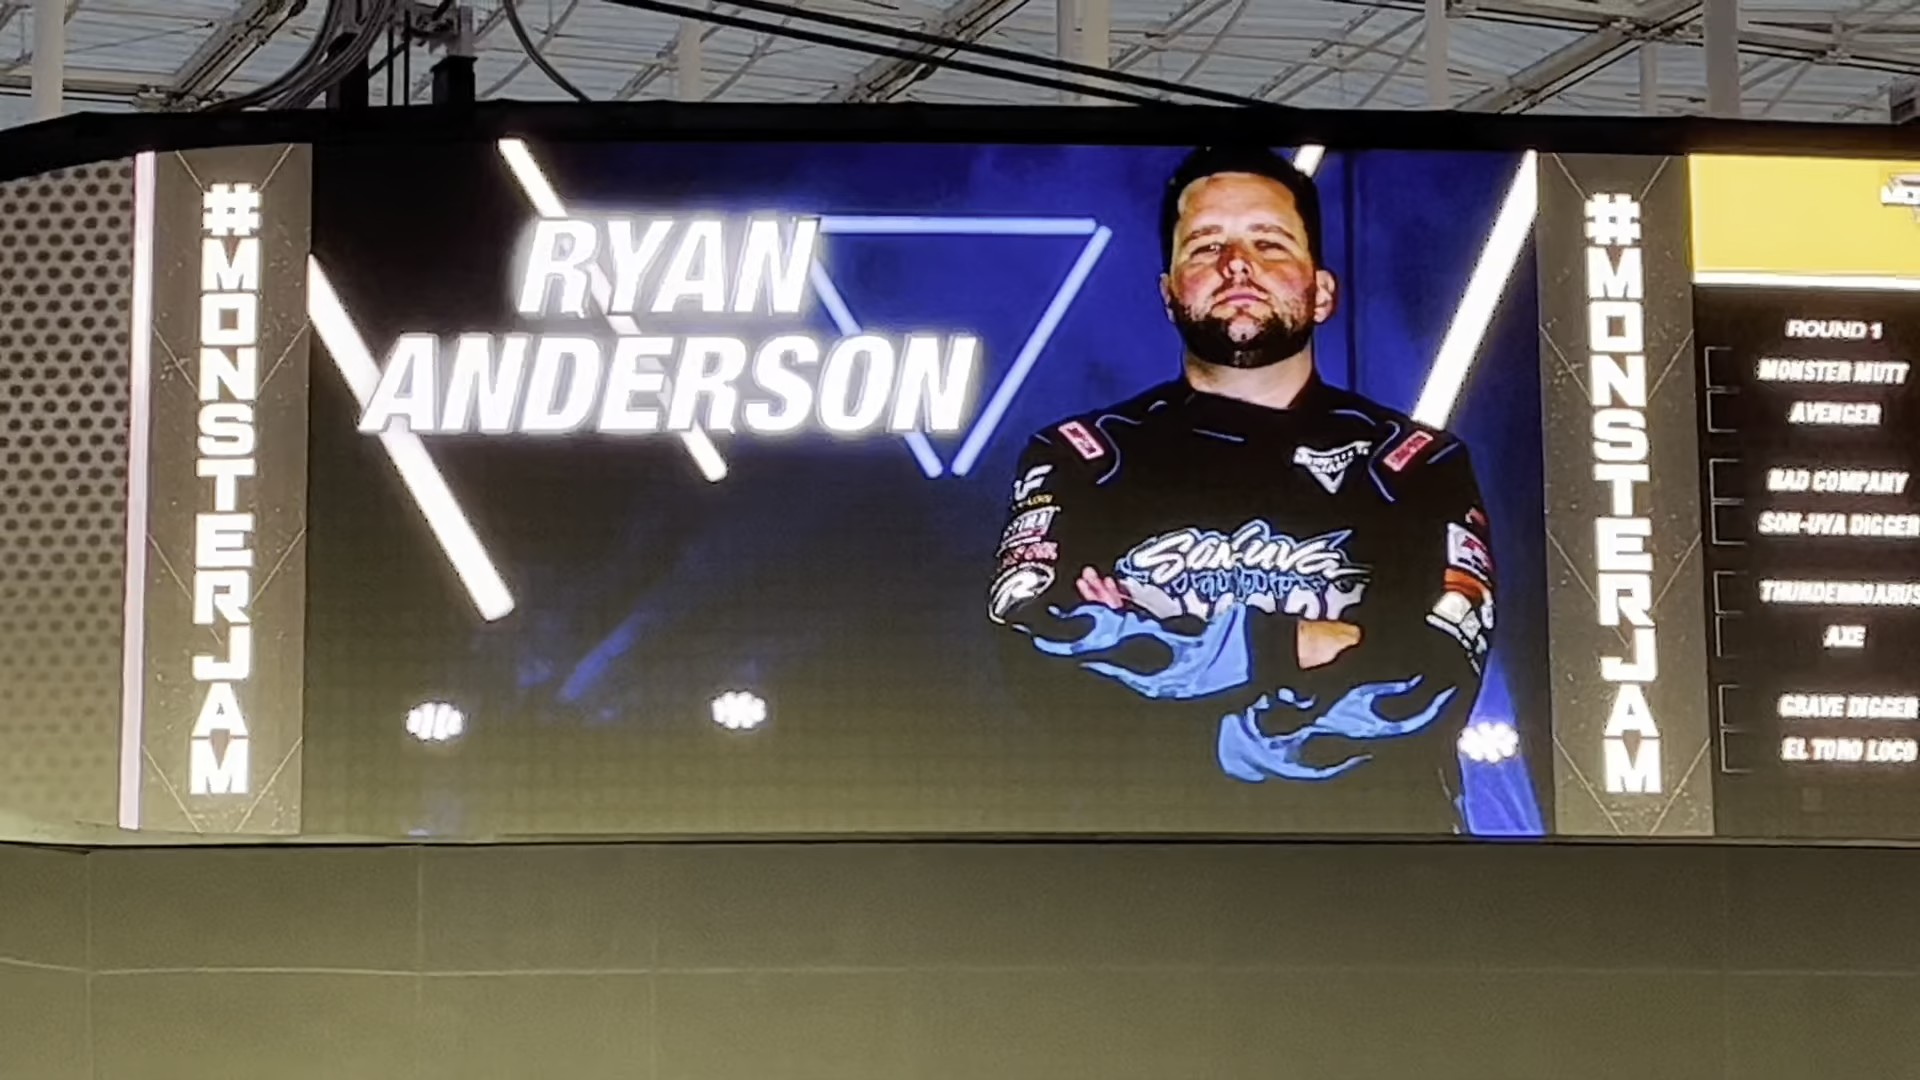 #MONSTERJAM
RYAN
ANDERSON
Son-uva
#MONSTERJAM
ROUND 1
MONSTER MUTT
AVENGER
BAD COMPANY
SON-UVA DIGGER
THUNDERROARUS
AXE
GRAVE DIGGER
EL TORO LOCO